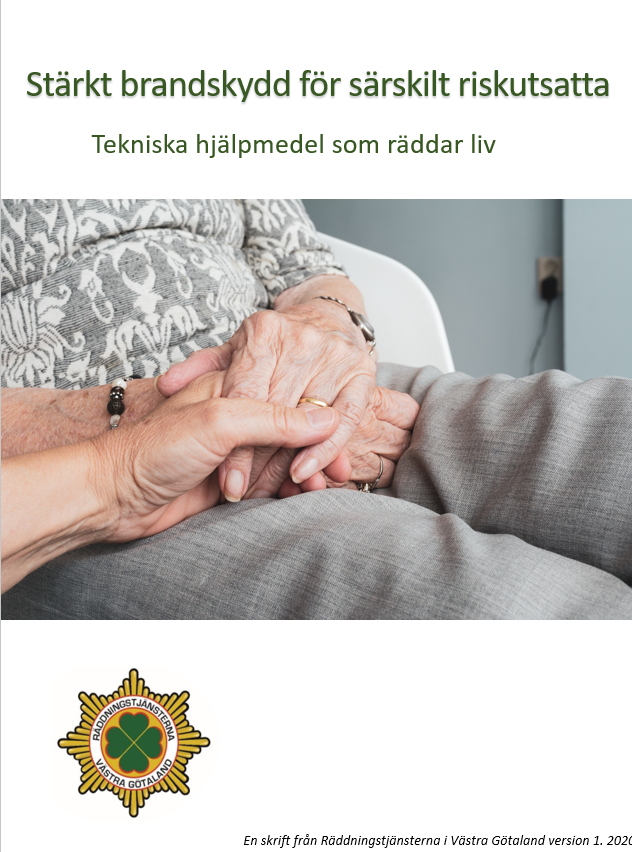 Stärkt brandskydd för särskilt riskutsatta
Tekniska hjälpmedel som räddar liv
RÄDDNINGSTJÄNSTERNA
VÄSTRA GÖTALAND
En skrift från Räddningstjänsterna i Västra Götaland version 1. 2020